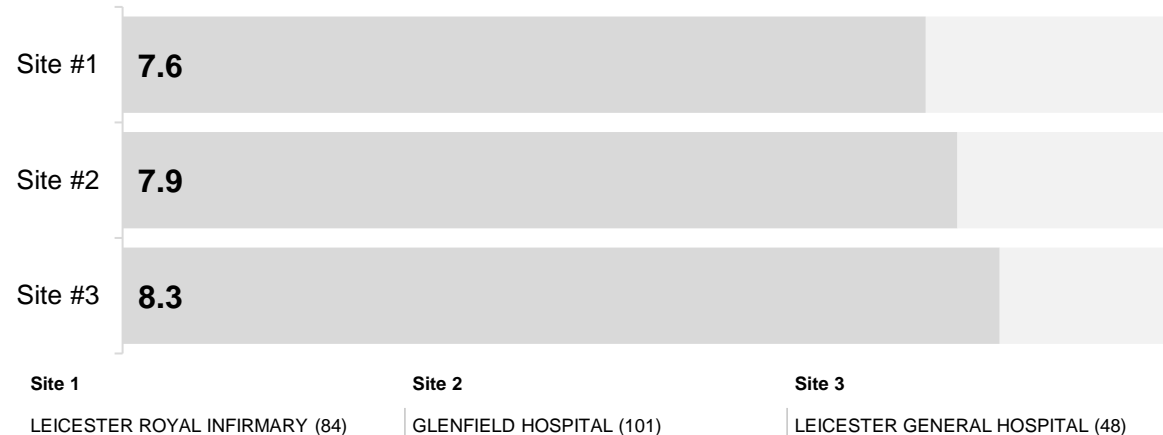 Site #1 7.6
Site #2 7.9
Site #3 8.3
Site 1 Site 2 Site 3
LEICESTER ROYAL INFIRMARY (84) GLENFIELD HOSPITAL (101) LEICESTER GENERAL HOSPITAL (48)